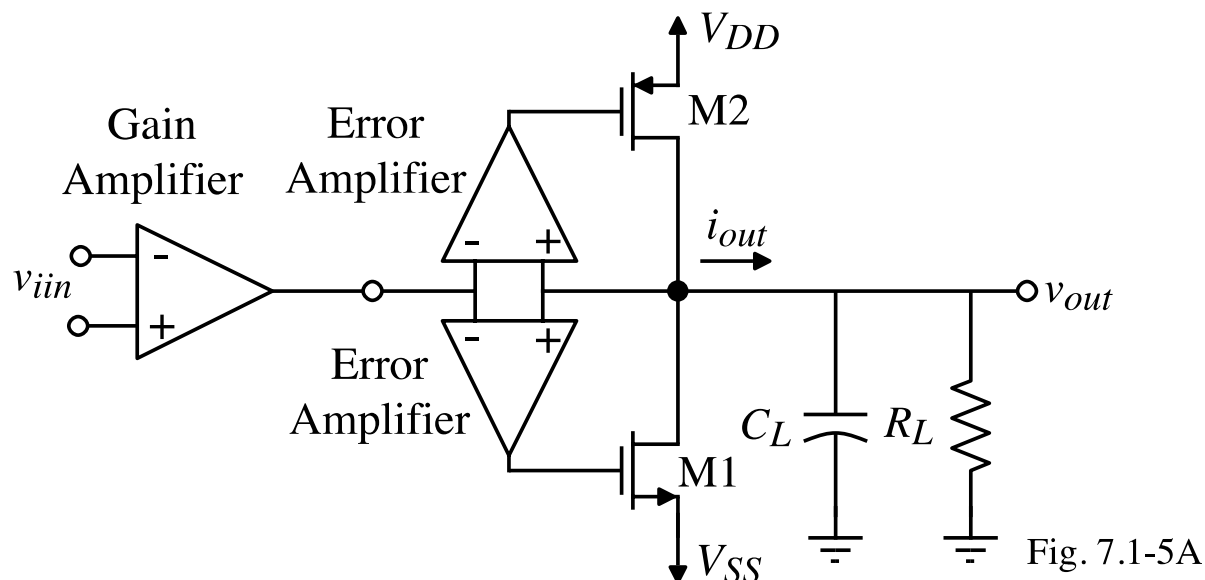 V_DD
M2
Gain
Amplifier
Error
Amplifier
-
+
i_out
v_iin
-
+
v_out
-
+
Error
Amplifier
C_L
R_L
M1
V_SS
Fig. 7.1-5A